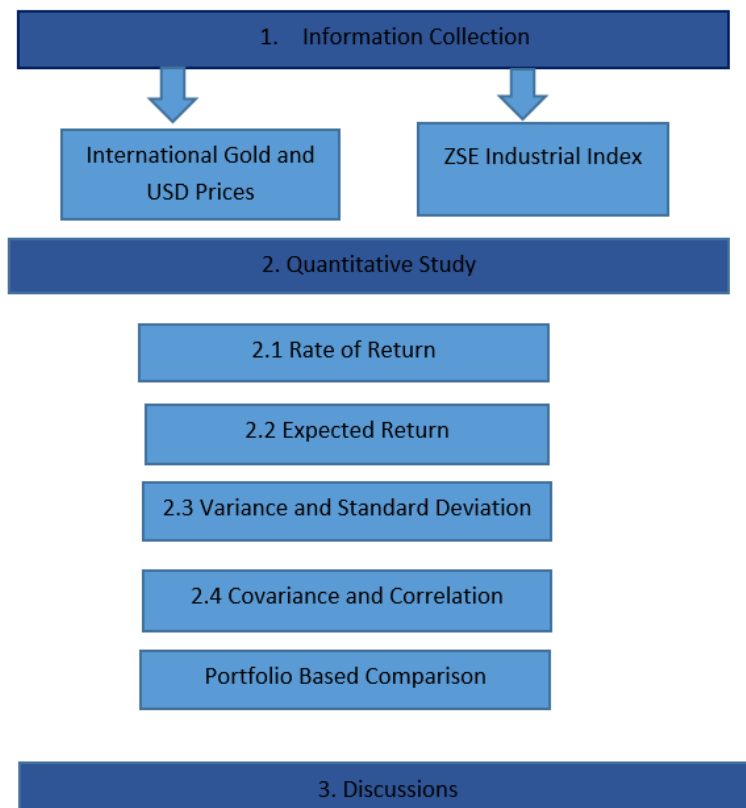 1. Information Collection
International Gold and
USD Prices
ZSE Industrial Index
2. Quantitative Study
2.1 Rate of Return
2.2 Expected Return
2.3 Variance and Standard Deviation
2.4 Covariance and Correlation
Portfolio Based Comparison
3. Discussions